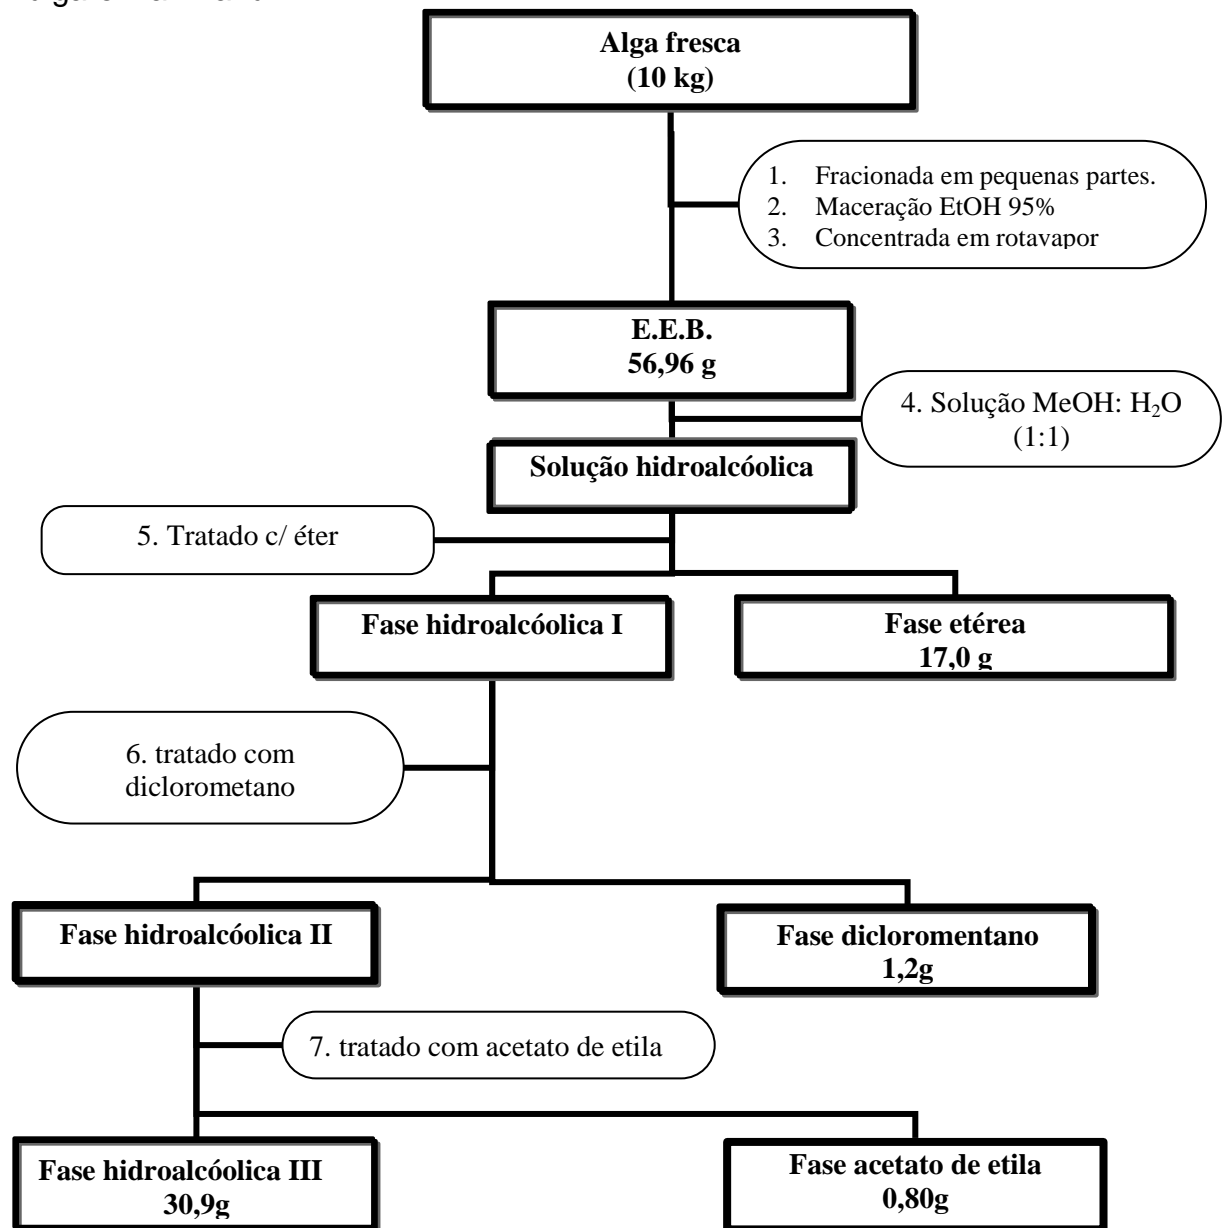 Alga fresca
(10 kg)
1. Fracionada em pequenas partes.
2. Maceração EtOH 95%
3. Concentrada em rotavapor
E.E.B.
56,96 g
4. Solução MeOH: H₂O
(1:1)
Solução hidroalcóolica
5. Tratado c/ éter
Fase hidroalcóolica I
Fase etérea
17,0 g
6. tratado com
diclorometano
Fase hidroalcóolica II
Fase dicloromentano
1,2g
7. tratado com acetato de etila
Fase hidroalcóolica III
30,9g
Fase acetato de etila
0,80g